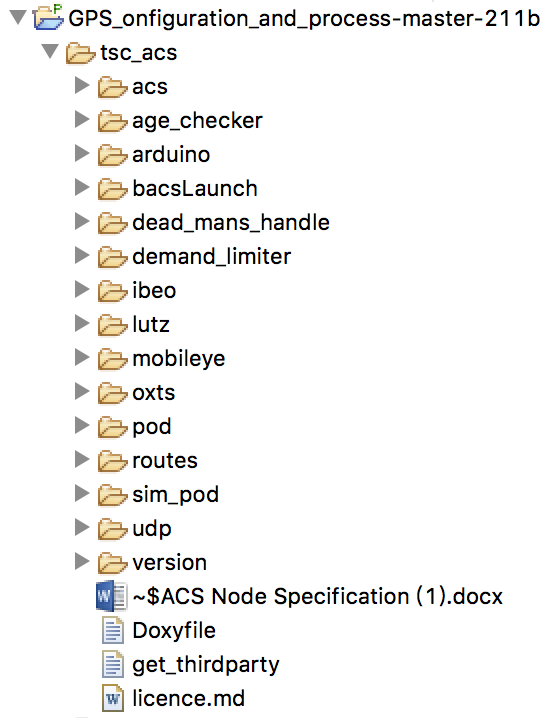 GPS_onfiguration_and_process-master-211b
tsc_acs
acs
age_checker
arduino
bacsLaunch
dead_mans_handle
demand_limiter
ibeo
lutz
mobileye
oxts
pod
routes
sim_pod
udp
version
~$ACS Node Specification (1).docx
Doxyfile
get_thirdparty
licence.md